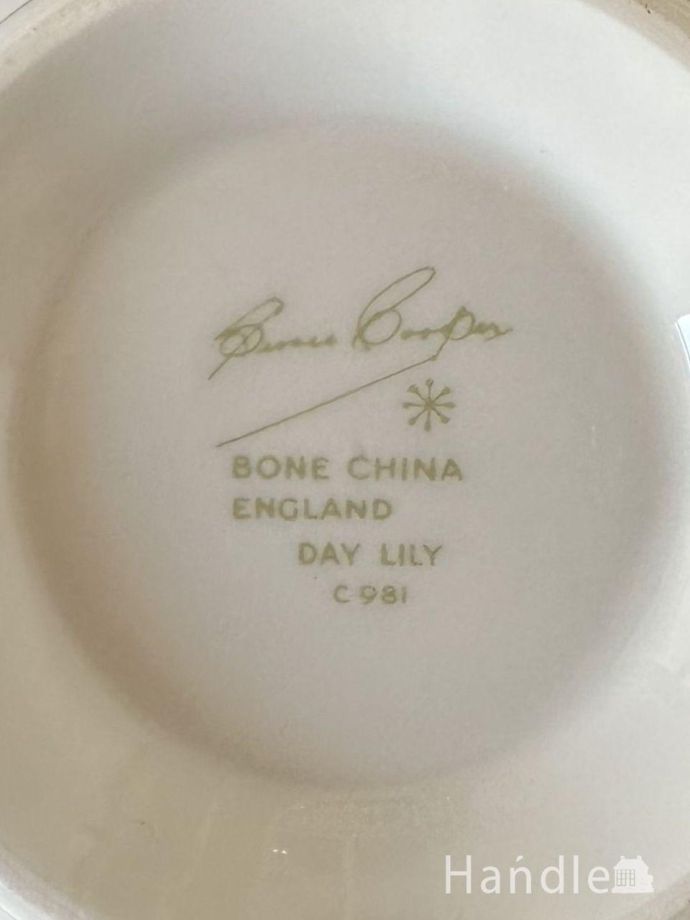 Susie Cooper
BONE CHINA
ENGLAND
DAY LILY
C 981
Handle